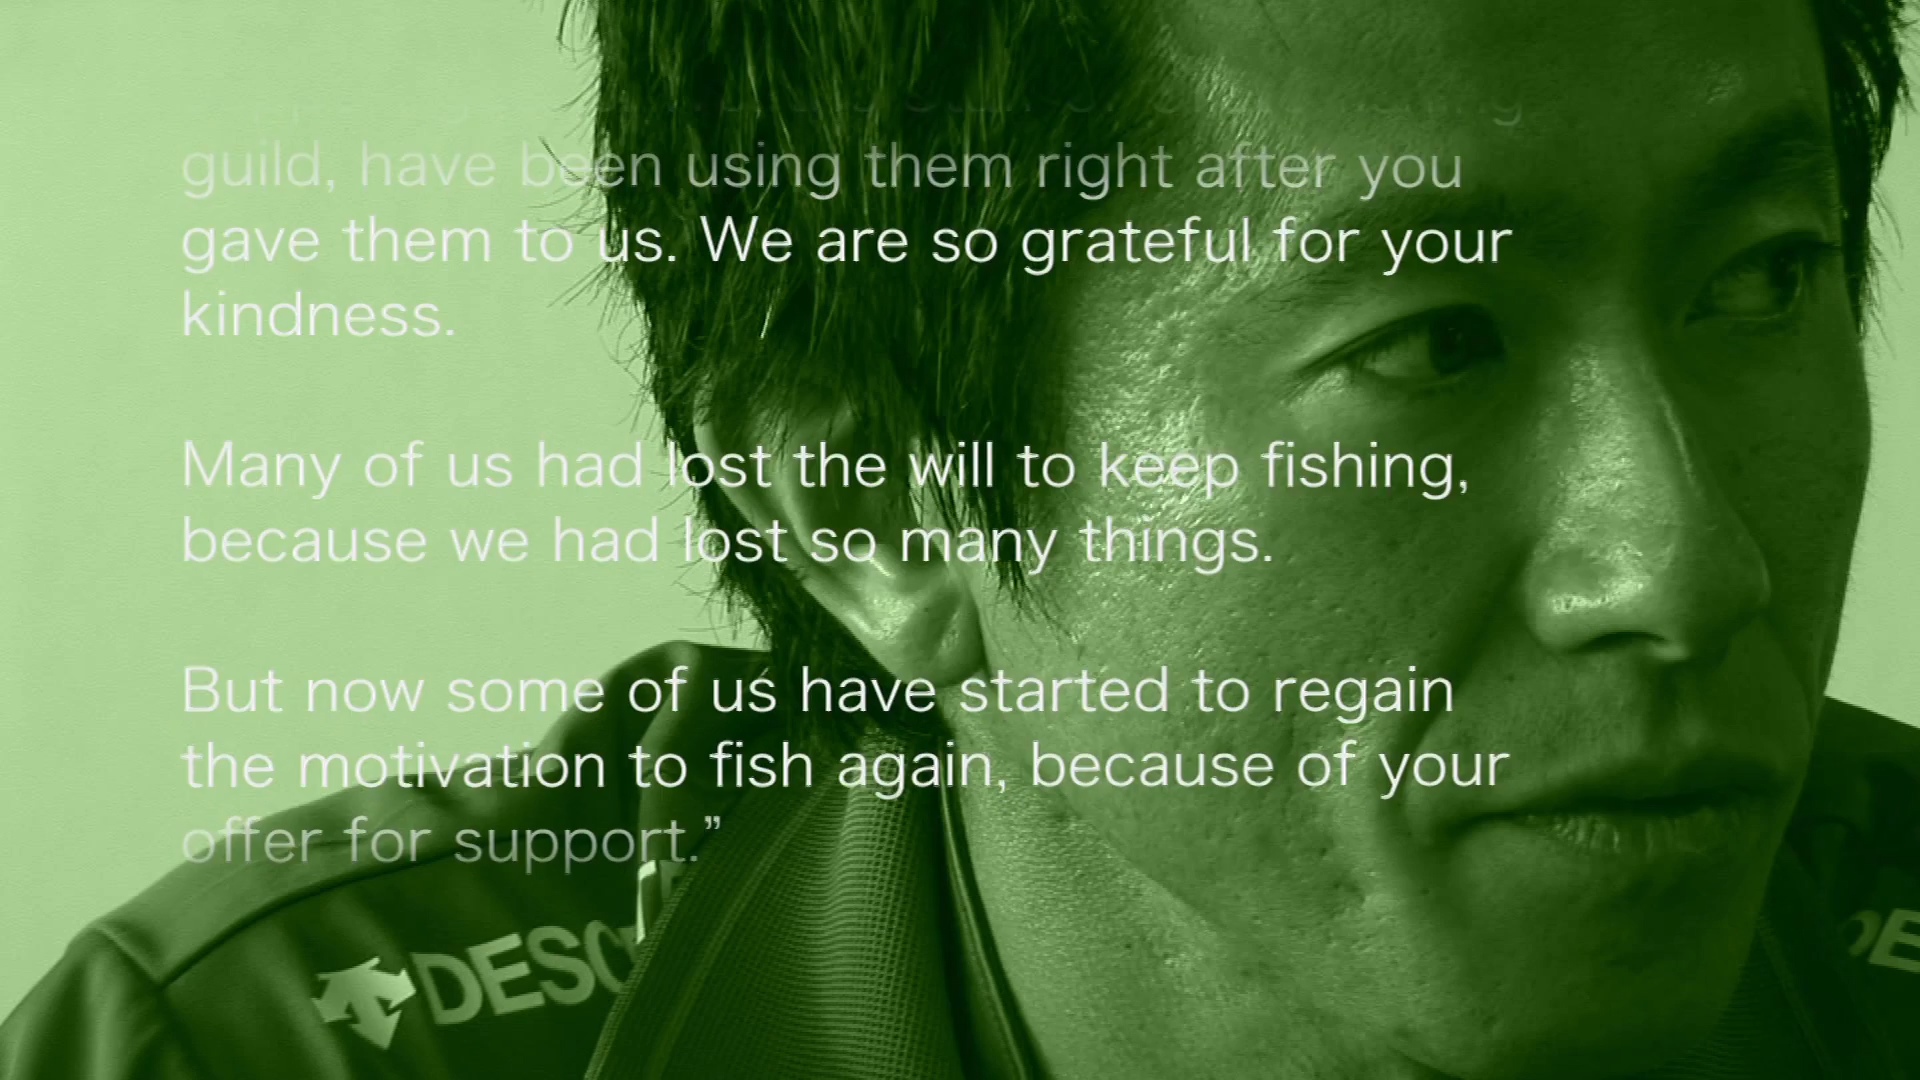 guild, have been using them right after you
gave them to us. We are so grateful for your
kindness.
Many of us had lost the will to keep fishing,
because we had lost so many things.
But now some of us have started to regain
the motivation to fish again, because of your
offer for support.”